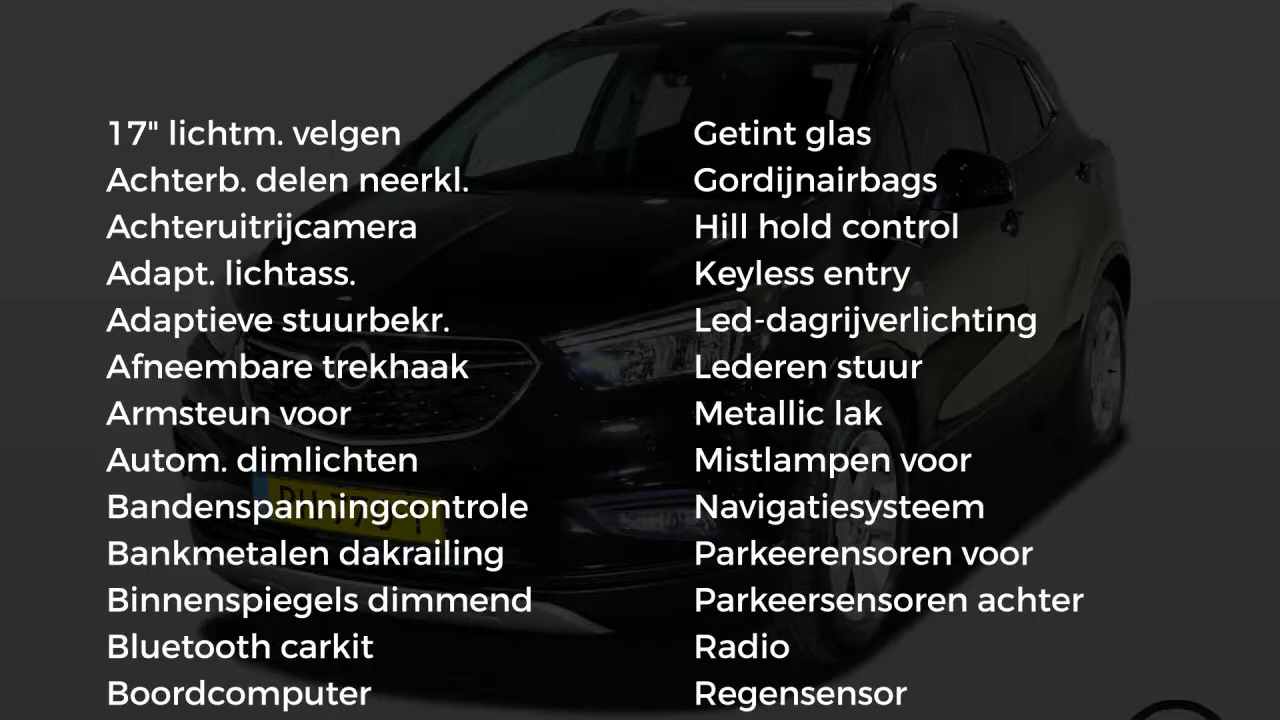 17" lichtm. velgen
Achterb. delen neerkl.
Achteruitrijcamera
Adapt. lichtass.
Adaptieve stuurbekr.
Afneembare trekhaak
Armsteun voor
Autom. dimlichten
Bandenspanningcontrole
Bankmetalen dakrailing
Binnenspiegels dimmend
Bluetooth carkit
Boordcomputer
Getint glas
Gordijnairbags
Hill hold control
Keyless entry
Led-dagrijverlichting
Lederen stuur
Metallic lak
Mistlampen voor
Navigatiesysteem
Parkeerensoren voor
Parkeersensoren achter
Radio
Regensensor